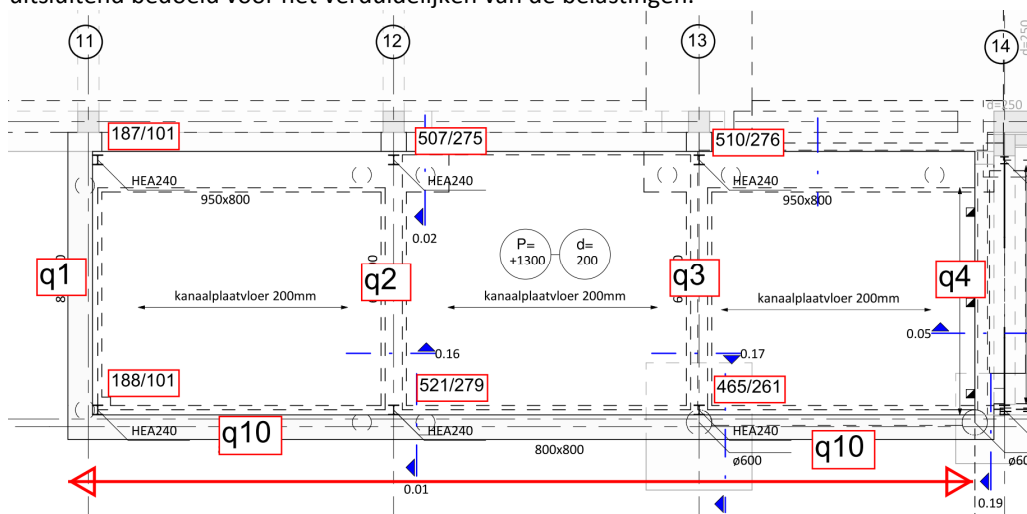 uitsluitend bedoeld voor het verduidelijken van de belastingen.
11
12
13
14
d=250
d=250
187/101
507/275
510/276
HEA240
HEA240
HEA240
950x800
950x800
0.02
P=
+1300
d=
200
q1
q2
q3
q4
kanaalplaatvloer 200mm
kanaalplaatvloer 200mm
kanaalplaatvloer 200mm
0.05
0.16
0.17
188/101
521/279
465/261
HEA240
HEA240
HEA240
q10
q10
800x800
ø600
ø60
0.01
0.19